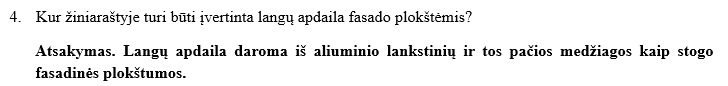 4. Kur žiniaraštyje turi būti įvertinta langų apdaila fasado plokštėmis?
Atsakymas. Langų apdaila daroma iš aliuminio lankstinių ir tos pačios medžiagos kaip stogo
fasadinės plokštumos.